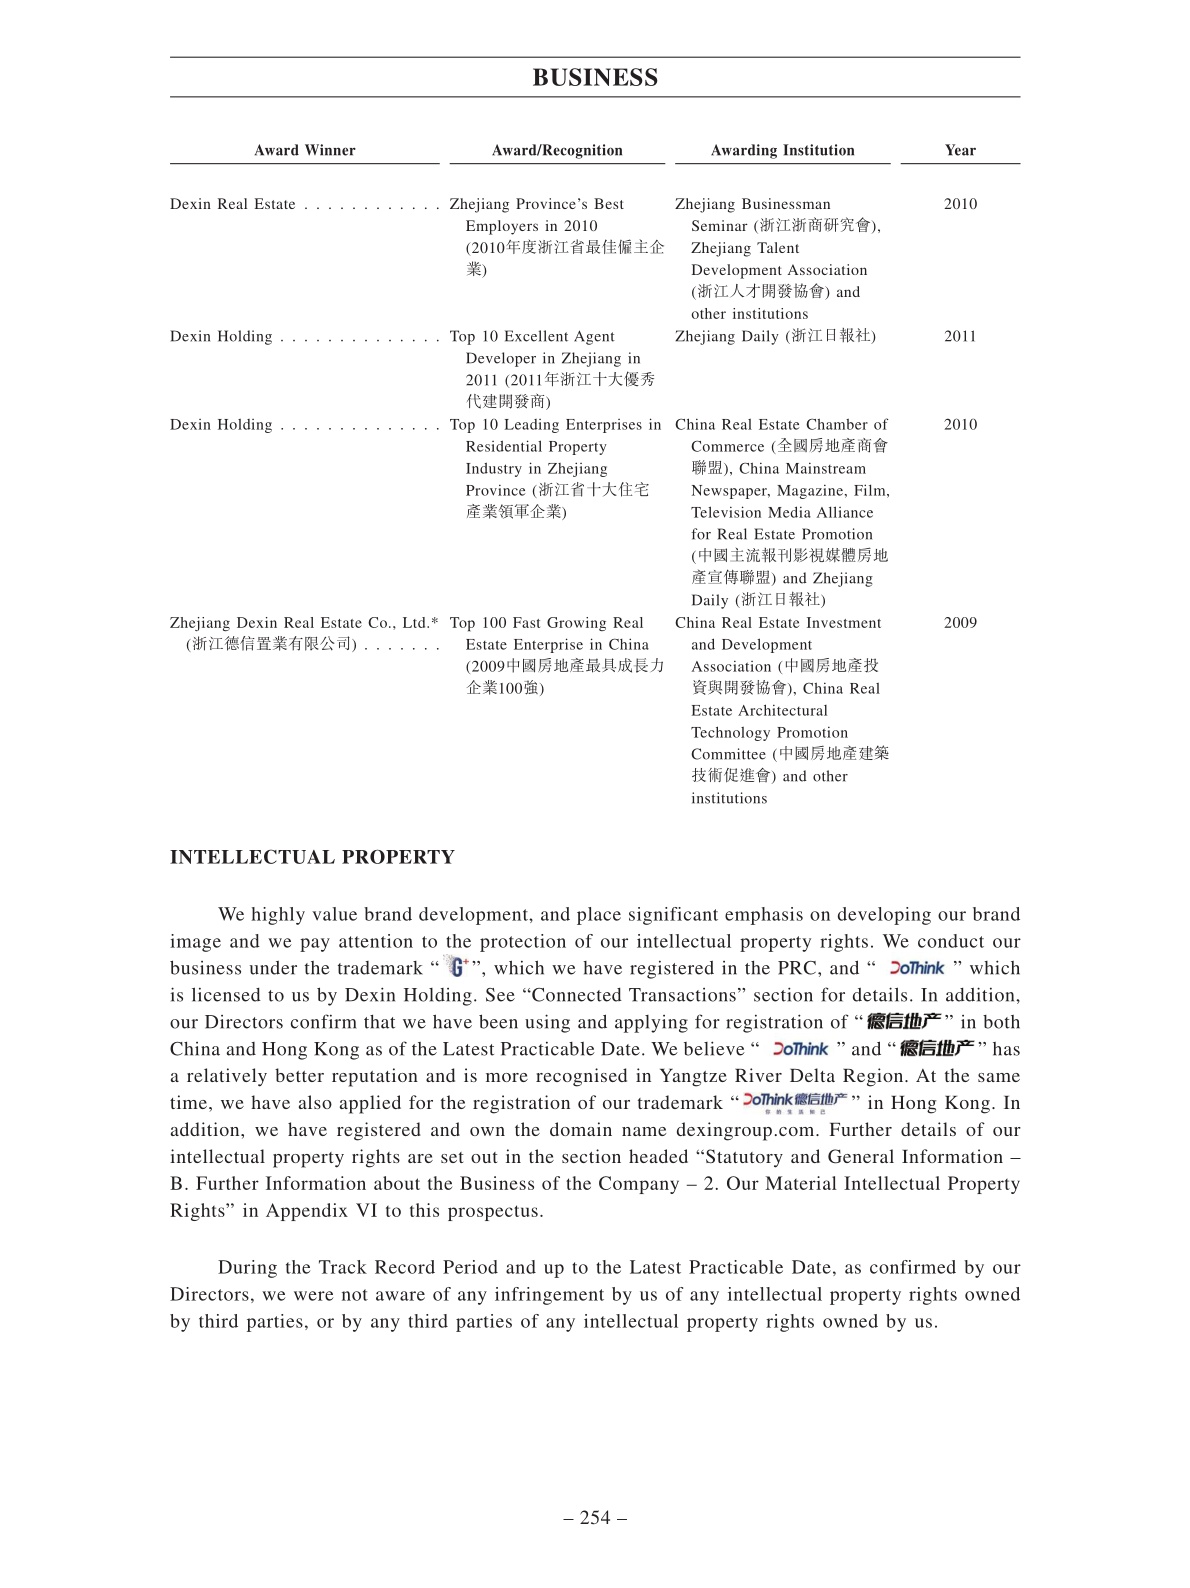 BUSINESS
Award Winner Award/Recognition Awarding Institution Year
Dexin Real Estate . . . . . . . . . . . . Zhejiang Province’s Best Zhejiang Businessman 2010
Employers in 2010 Seminar (浙江浙商研究會),
(2010年度浙江省最佳僱主企 Zhejiang Talent
業) Development Association
(浙江人才開發協會) and
other institutions
Dexin Holding . . . . . . . . . . . . . . Top 10 Excellent Agent Zhejiang Daily (浙江日報社) 2011
Developer in Zhejiang in
2011 (2011年浙江十大優秀
代建開發商)
Dexin Holding . . . . . . . . . . . . . . Top 10 Leading Enterprises in China Real Estate Chamber of 2010
Residential Property Commerce (全國房地產商會
Industry in Zhejiang 聯盟), China Mainstream
Province (浙江省十大住宅 Newspaper, Magazine, Film,
產業領軍企業) Television Media Alliance
for Real Estate Promotion
(中國主流報刊影視媒體房地
產宣傳聯盟) and Zhejiang
Daily (浙江日報社)
Zhejiang Dexin Real Estate Co., Ltd.* Top 100 Fast Growing Real China Real Estate Investment 2009
(浙江德信置業有限公司) . . . . . . . Estate Enterprise in China and Development
(2009中國房地產最具成長力 Association (中國房地產投
企業100強) 資與開發協會), China Real
Estate Architectural
Technology Promotion
Committee (中國房地產建築
技術促進會) and other
institutions
INTELLECTUAL PROPERTY
We highly value brand development, and place significant emphasis on developing our brand
image and we pay attention to the protection of our intellectual property rights. We conduct our
business under the trademark “ G+ ”, which we have registered in the PRC, and “ DoThink ” which
is licensed to us by Dexin Holding. See “Connected Transactions” section for details. In addition,
our Directors confirm that we have been using and applying for registration of “德信地产” in both
China and Hong Kong as of the Latest Practicable Date. We believe “ DoThink ” and “德信地产” has
a relatively better reputation and is more recognised in Yangtze River Delta Region. At the same
time, we have also applied for the registration of our trademark “DoThink德信地产” in Hong Kong. In
addition, we have registered and own the domain name dexingroup.com. Further details of our
intellectual property rights are set out in the section headed “Statutory and General Information –
B. Further Information about the Business of the Company – 2. Our Material Intellectual Property
Rights” in Appendix VI to this prospectus.
During the Track Record Period and up to the Latest Practicable Date, as confirmed by our
Directors, we were not aware of any infringement by us of any intellectual property rights owned
by third parties, or by any third parties of any intellectual property rights owned by us.
– 254 –